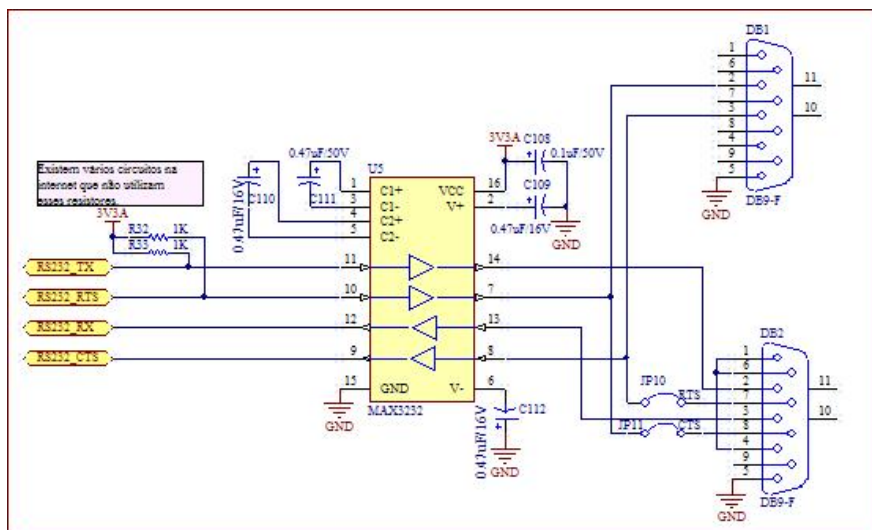 DB1
1
6
2
7
3
8
4
9
5
11
10
GND
DB9-F
Existem vários circuitos na
internet que não utilizam
esses resistores.
3V3A
R32 1K
R33 1K
RS232_TX
RS232_RTS
RS232_RX
RS232_CTS
0.47uF/16V
C110
0.47uF/50V
C111
U5
1 C1+
3 C1-
4 C2+
5 C2-
VCC 16
V+ 2
3V3A
C108
0.1uF/50V
C109
0.47uF/16V
GND
11
14
10
7
12
13
9
8
15 GND
V- 6
GND
MAX3232
C112
0.47uF/16V
GND
JP10
RTS
JP11
CTS
DB2
1
6
2
7
3
8
4
9
5
11
10
GND
DB9-F